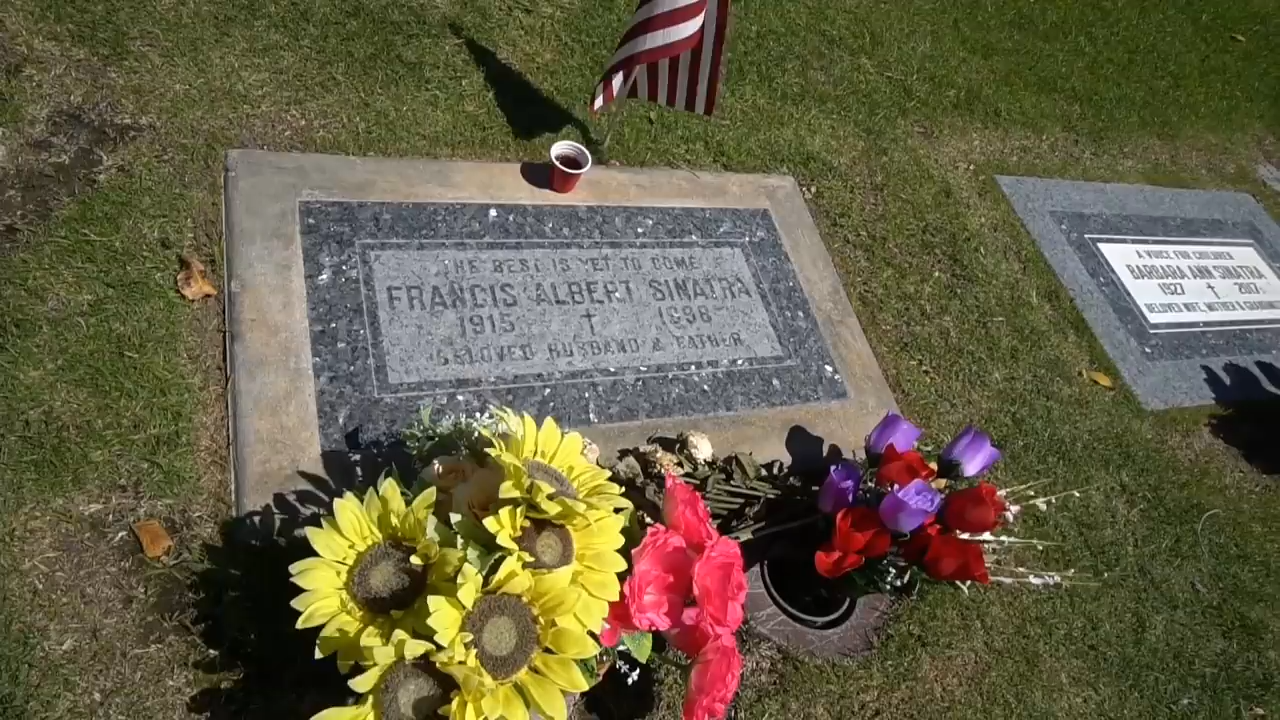 THE BEST IS YET TO COME
FRANCIS ALBERT SINATRA
1915 † 1998
BELOVED HUSBAND & FATHER
A VOICE FOR CHILDREN
BARBARA ANN SINATRA
1927 † 2017
BELOVED WIFE, MOTHER &